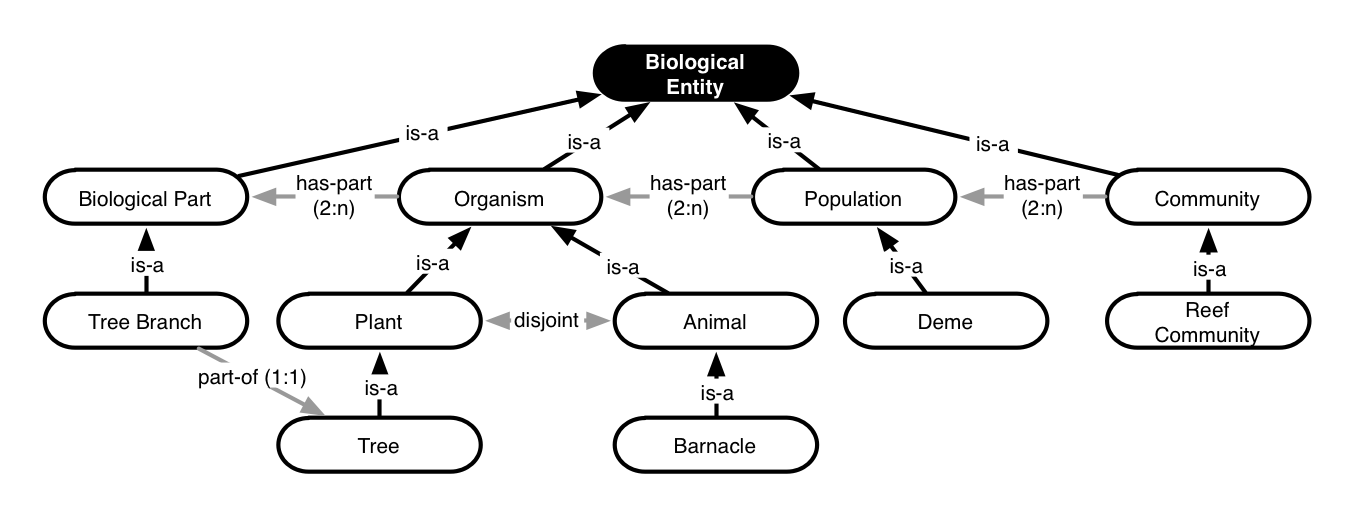 Biological
Entity
is-a
is-a
is-a
is-a
Biological Part
has-part
(2:n)
Organism
has-part
(2:n)
Population
has-part
(2:n)
Community
is-a
is-a
is-a
is-a
is-a
Tree Branch
Plant
disjoint
Animal
Deme
Reef
Community
part-of (1:1)
is-a
is-a
Tree
Barnacle